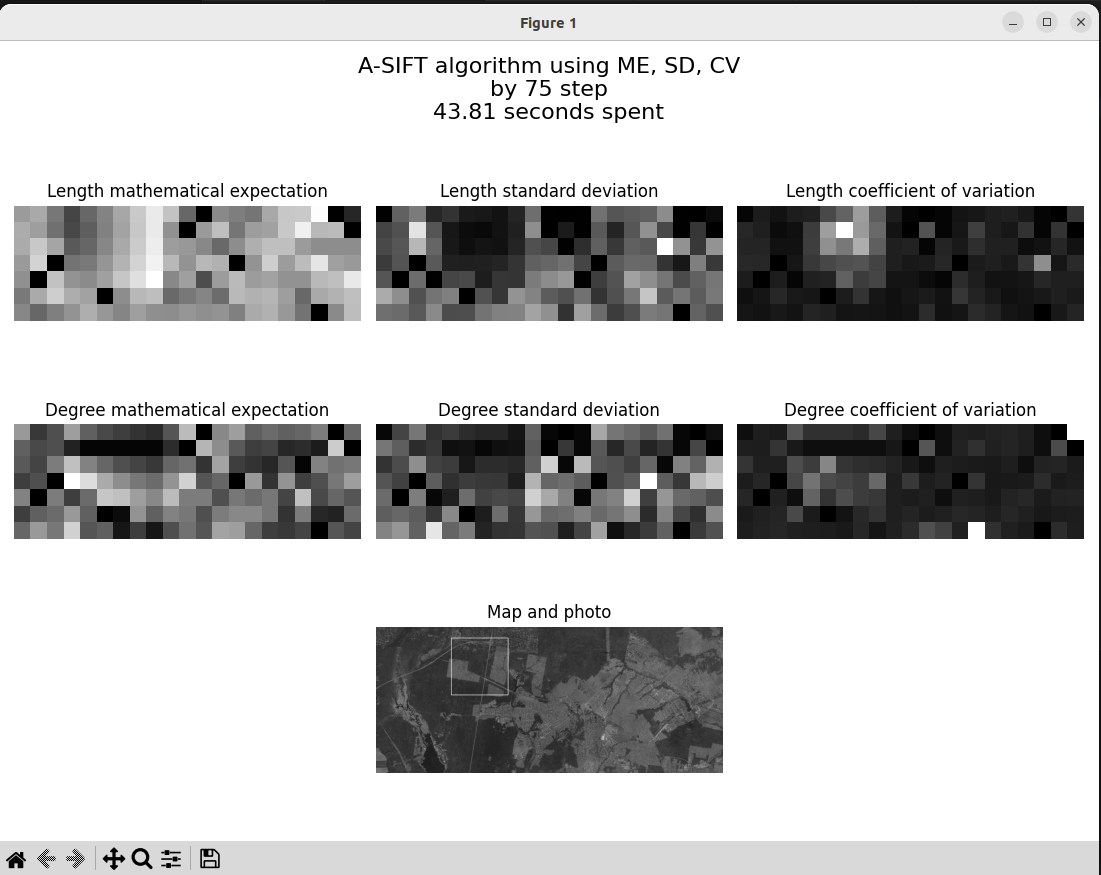 Figure 1
A-SIFT algorithm using ME, SD, CV
by 75 step
43.81 seconds spent
Length mathematical expectation
Length standard deviation
Length coefficient of variation
Degree mathematical expectation
Degree standard deviation
Degree coefficient of variation
Map and photo